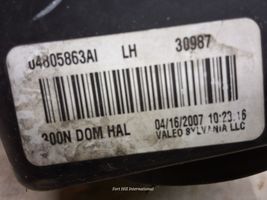 04805863AI LH 30987
300N DOM HAL 04/16/2007 10:23:16
VALEO SYLVANIA LLC
Fort Hill International